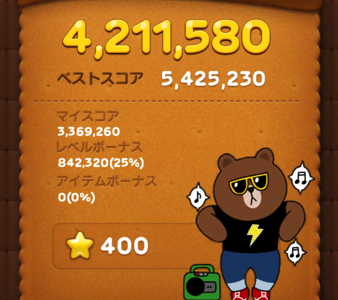 4,211,580
ベストスコア 5,425,230
マイスコア
3,369,260
レベルボーナス
842,320(25%)
アイテムボーナス
0(0%)
400